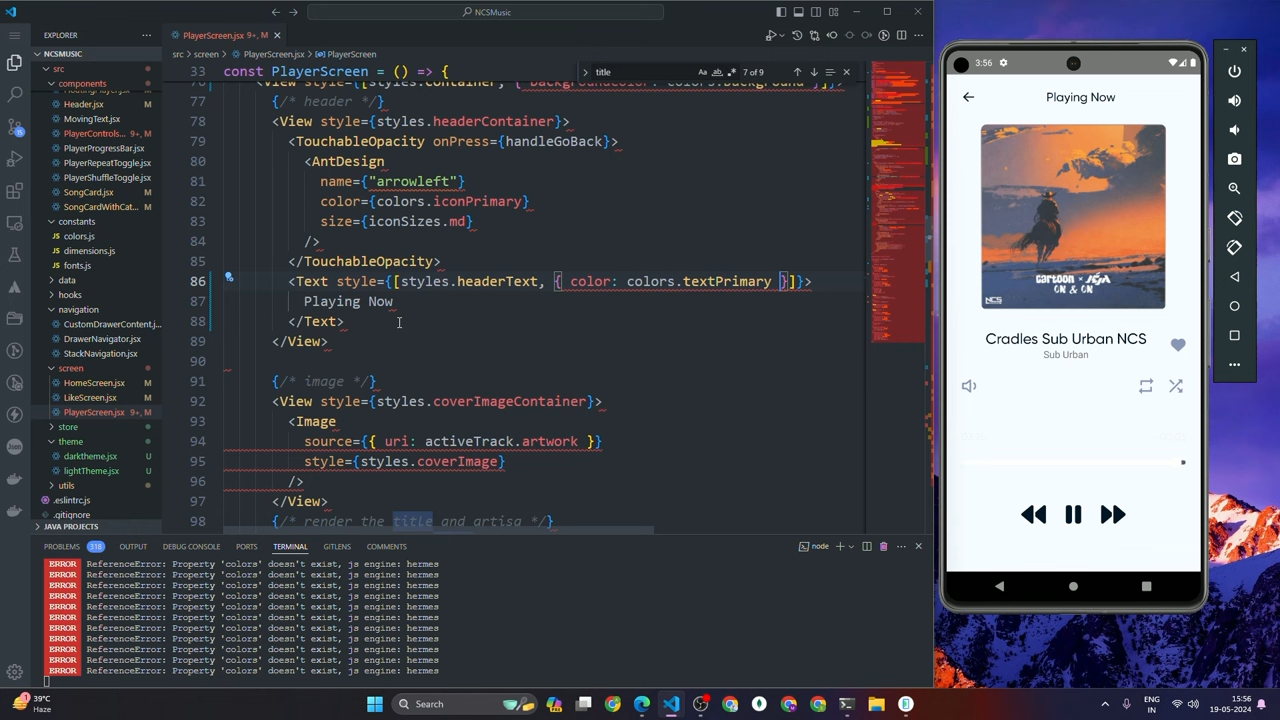 NCSMusic
EXPLORER
PlayerScreen.jsx 9+, M
NCSMUSIC
src > screen > PlayerScreen.jsx > PlayerScreen
src
components
Header.jsx M
MovingText.jsx
PlayerControls... 9+, M
PlayerProgressBar.jsx
PlayerRepeatToggle.jsx
PlayerShuffleToggle.jsx
SongCard.jsx M
SongCardWithCat... M
constants
colors.js
dimensions.js
fonts.js
data
hooks
navigation
CustomDrawerContent.j...
DrawerNavigator.jsx
StackNavigation.jsx
screen
HomeScreen.jsx M
LikeScreen.jsx M
PlayerScreen.jsx 9+, M
store
theme
darktheme.jsx U
lightTheme.jsx U
utils
.eslintrc.js
.gitignore
JAVA PROJECTS
title
Aa ab 7 of 9
33 const PlayerScreen = () => {
{/* header */}
<View style={styles.hederContainer}>
79 <TouchableOpacity onPress={handleGoBack}>
<AntDesign
name={"arrowleft"}
color={colors.iconPrimary}
size={iconSizes.md}
/>
</TouchableOpacity>
86 <Text style={[styles.headerText, { color: colors.textPrimary }]}>
87 Playing Now
88 </Text>
89 </View>
90
91 {/* image */}
92 <View style={styles.coverImageContainer}>
93 <Image
94 source={{ uri: activeTrack.artwork }}
95 style={styles.coverImage}
96 />
97 </View>
98 {/* render the title and artisa */}
PROBLEMS 318 OUTPUT DEBUG CONSOLE PORTS TERMINAL GITLENS COMMENTS
node
ERROR ReferenceError: Property 'colors' doesn't exist, js engine: hermes
ERROR ReferenceError: Property 'colors' doesn't exist, js engine: hermes
ERROR ReferenceError: Property 'colors' doesn't exist, js engine: hermes
ERROR ReferenceError: Property 'colors' doesn't exist, js engine: hermes
ERROR ReferenceError: Property 'colors' doesn't exist, js engine: hermes
ERROR ReferenceError: Property 'colors' doesn't exist, js engine: hermes
ERROR ReferenceError: Property 'colors' doesn't exist, js engine: hermes
ERROR ReferenceError: Property 'colors' doesn't exist, js engine: hermes
ERROR ReferenceError: Property 'colors' doesn't exist, js engine: hermes
ERROR ReferenceError: Property 'colors' doesn't exist, js engine: hermes
ERROR ReferenceError: Property 'colors' doesn't exist, js engine: hermes
3:56
Playing Now
cartoon
ON & ON
NCS
Cradles Sub Urban NCS
Sub Urban
39°C
Haze
Search
ENG
IN
15:56
19-05-2024